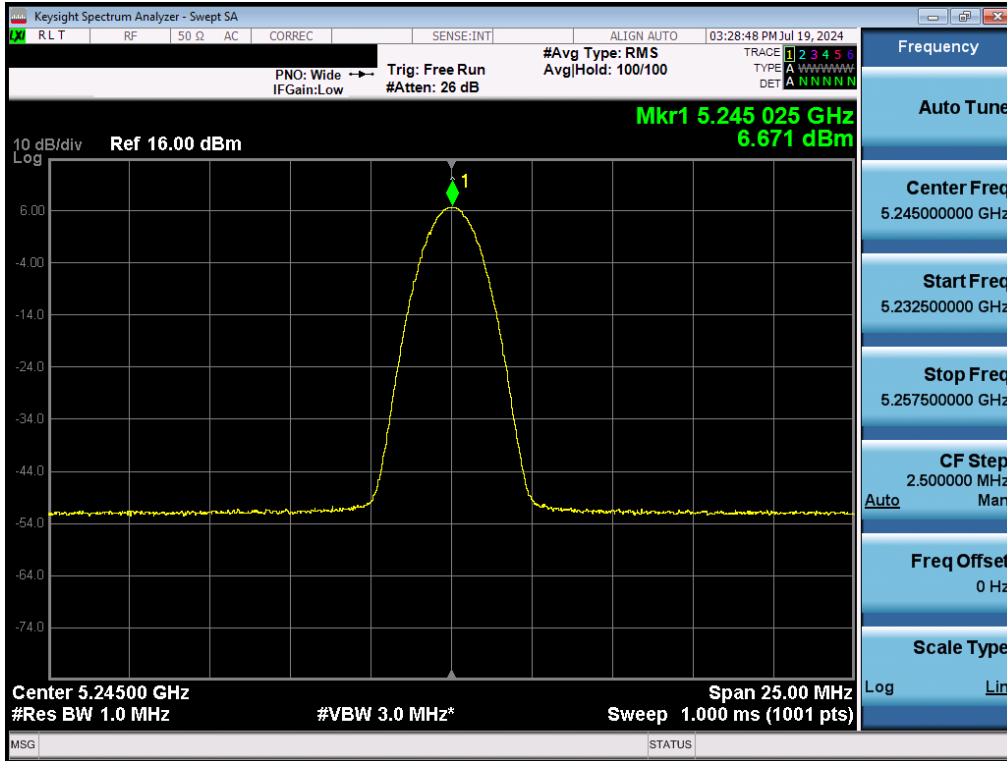 Keysight Spectrum Analyzer - Swept SA
LXI RLT RF 50 Ω AC CORREC SENSE:INT ALIGN AUTO 03:28:48 PM Jul 19, 2024
PNO: Wide
IFGain:Low
Trig: Free Run
#Atten: 26 dB
#Avg Type: RMS
Avg|Hold: 100/100
TRACE 1 2 3 4 5 6
TYPE A WWWWW
DET A N N N N N
Mkr1 5.245 025 GHz
6.671 dBm
10 dB/div Ref 16.00 dBm
Log
1
6.00
-4.00
-14.0
-24.0
-34.0
-44.0
-54.0
-64.0
-74.0
Center 5.24500 GHz Span 25.00 MHz
#Res BW 1.0 MHz #VBW 3.0 MHz* Sweep 1.000 ms (1001 pts)
MSG STATUS
Frequency
Auto Tune
Center Freq
5.245000000 GHz
Start Freq
5.232500000 GHz
Stop Freq
5.257500000 GHz
CF Step
2.500000 MHz
Auto Man
Freq Offset
0 Hz
Scale Type
Log Lin